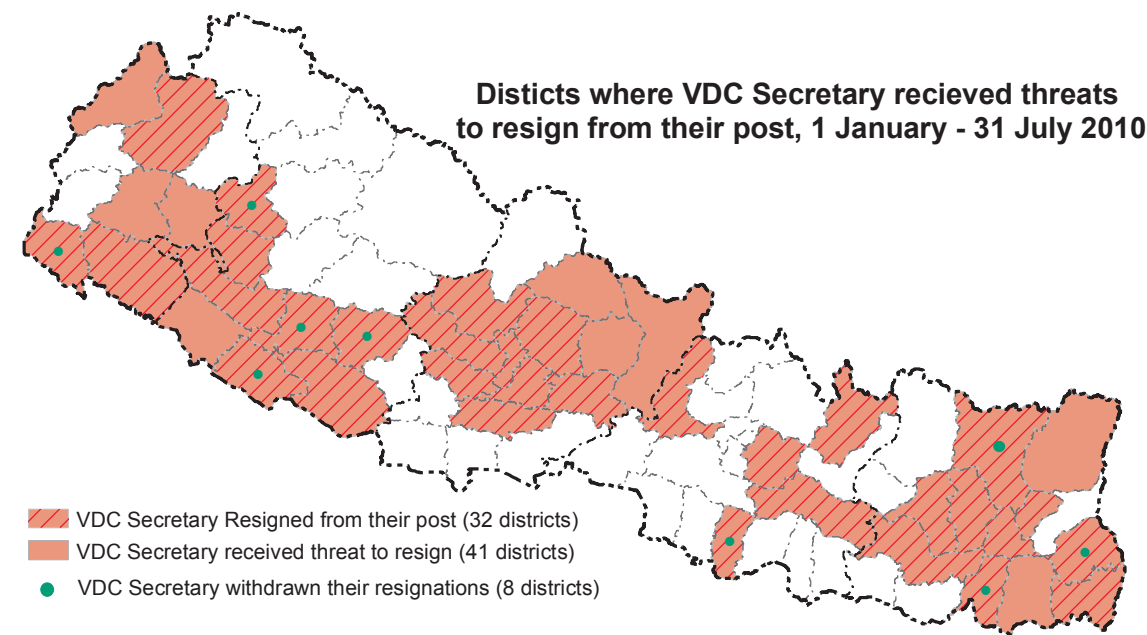 Disticts where VDC Secretary recieved threats
to resign from their post, 1 January - 31 July 2010
VDC Secretary Resigned from their post (32 districts)
VDC Secretary received threat to resign (41 districts)
VDC Secretary withdrawn their resignations (8 districts)